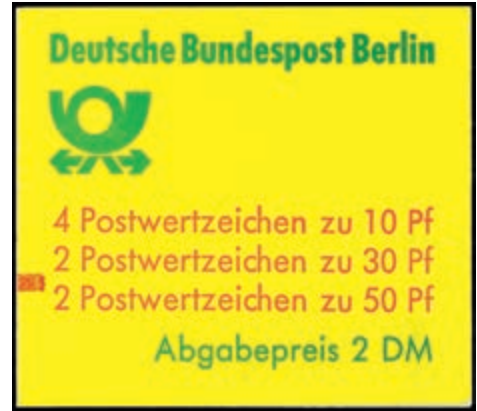 Deutsche Bundespost Berlin
4 Postwertzeichen zu 10 Pf
2 Postwertzeichen zu 30 Pf
2 Postwertzeichen zu 50 Pf
Abgabepreis 2 DM